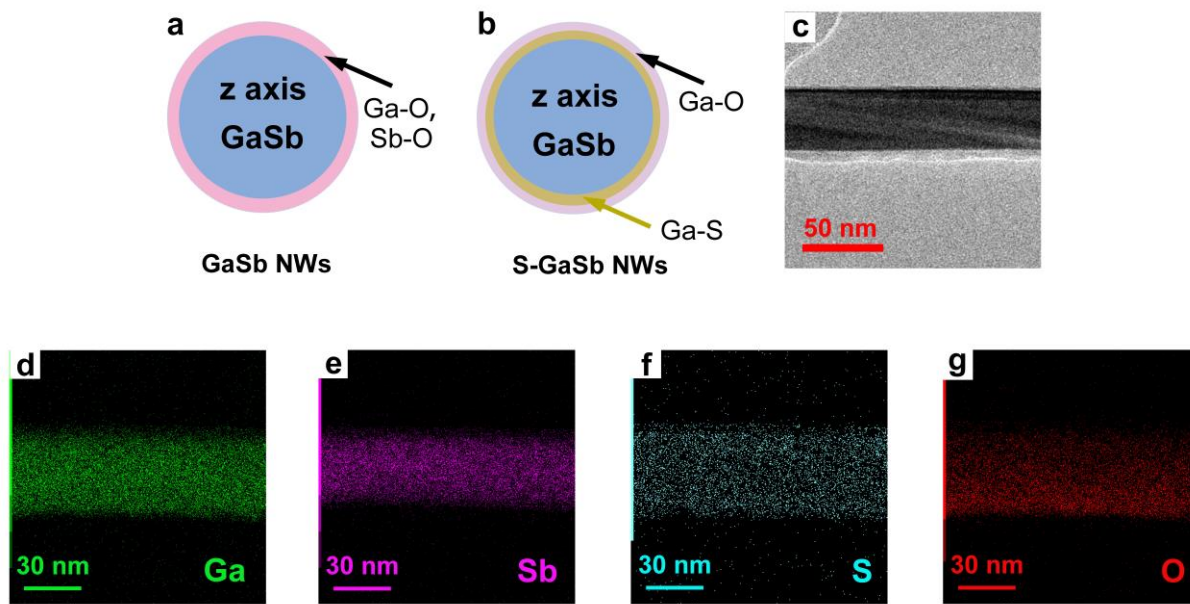 a
z axis
GaSb
Ga-O,
Sb-O
GaSb NWs
b
z axis
GaSb
Ga-O
Ga-S
S-GaSb NWs
c
50 nm
d
30 nm
Ga
e
30 nm
Sb
f
30 nm
S
g
30 nm
O